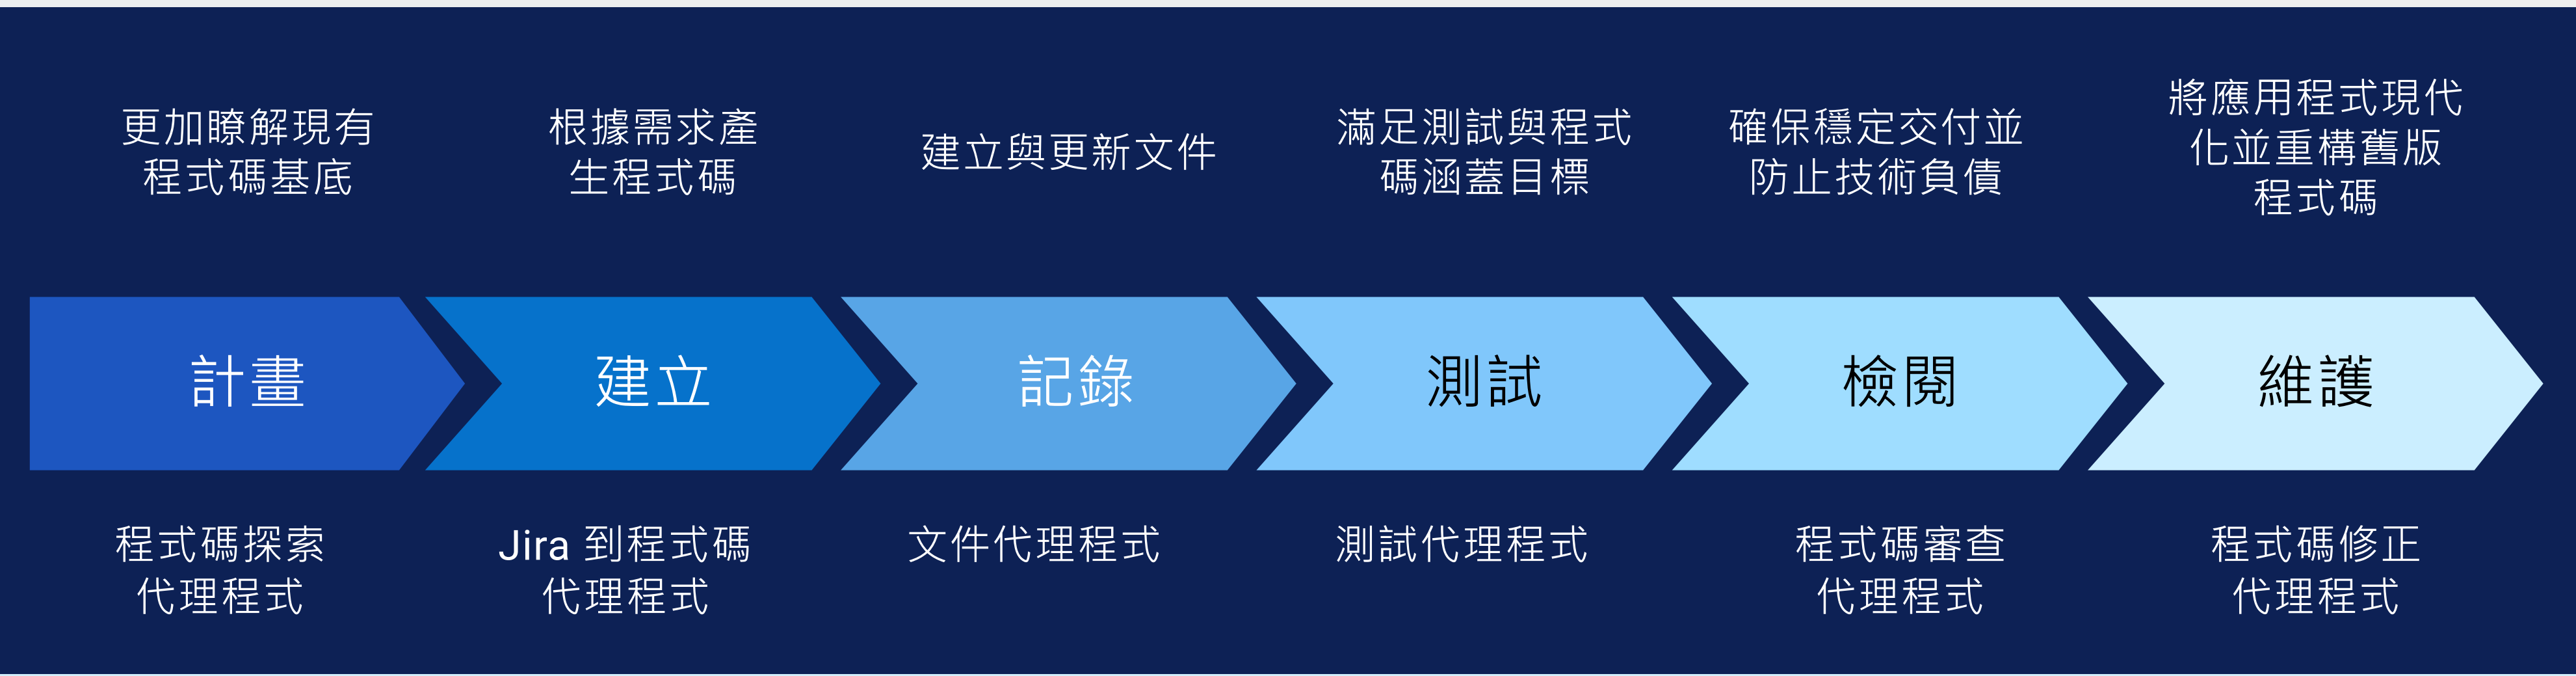 更加瞭解現有
程式碼基底
根據需求產
生程式碼
建立與更新文件
滿足測試與程式
碼涵蓋目標
確保穩定交付並
防止技術負債
將應用程式現代
化並重構舊版
程式碼
計畫
建立
記錄
測試
檢閱
維護
程式碼探索
代理程式
Jira 到程式碼
代理程式
文件代理程式
測試代理程式
程式碼審查
代理程式
程式碼修正
代理程式